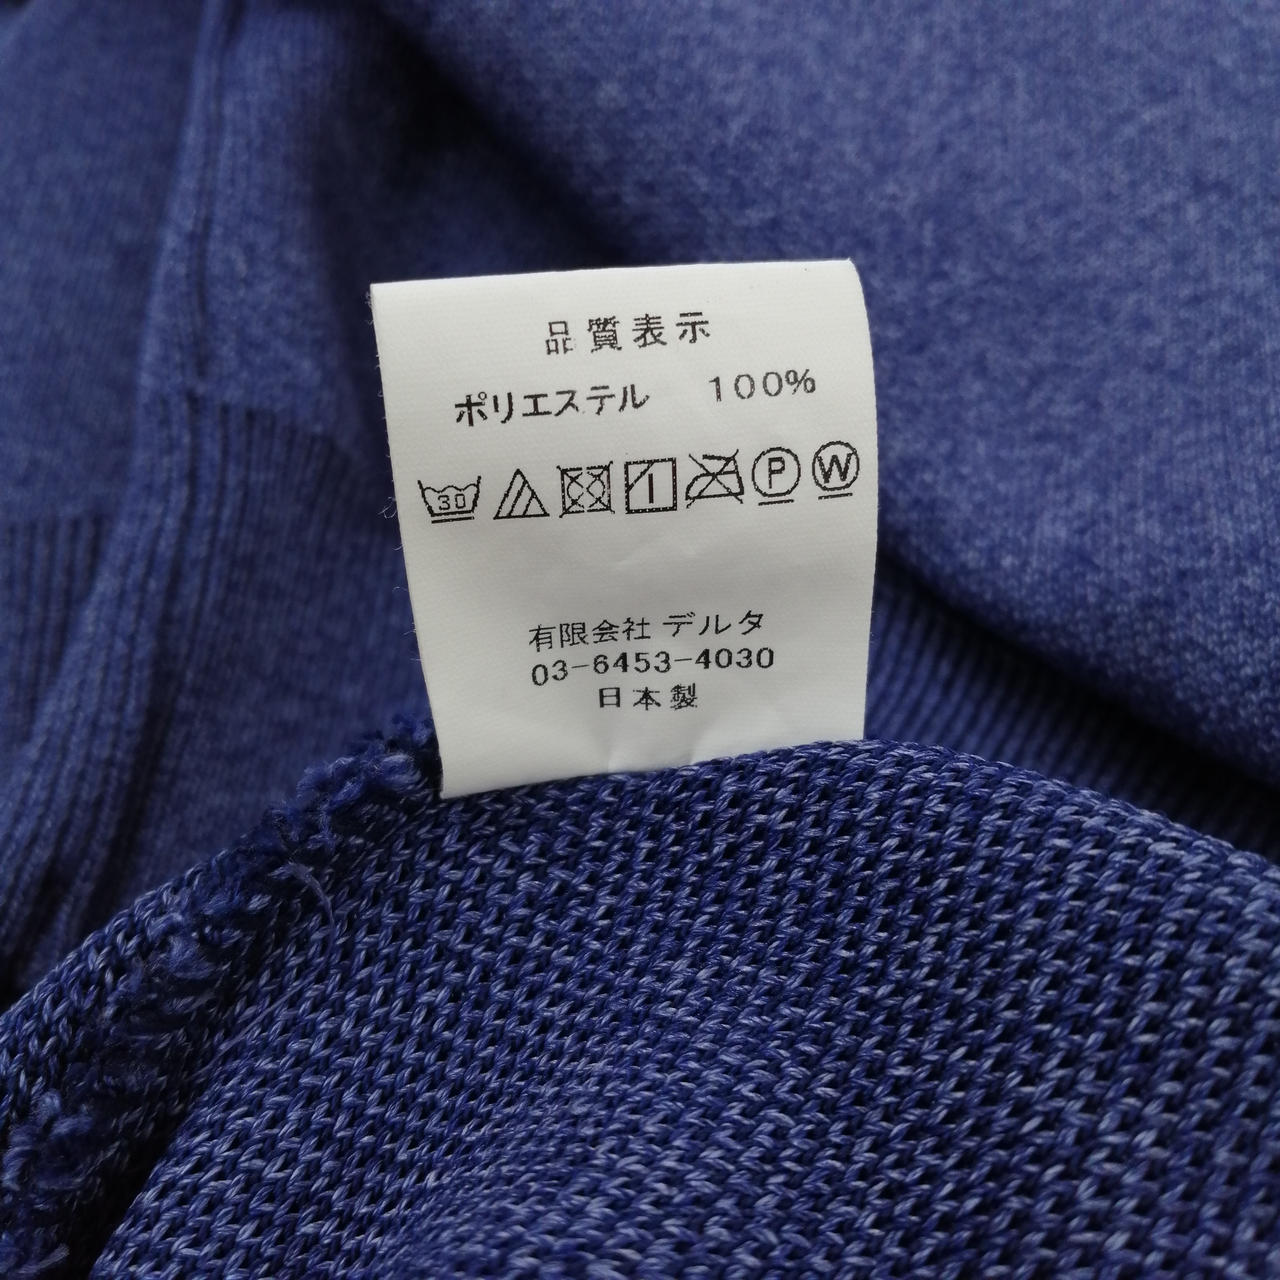 品質表示
ポリエステル 100%
30 P W
有限会社 デルタ
03-6453-4030
日本製